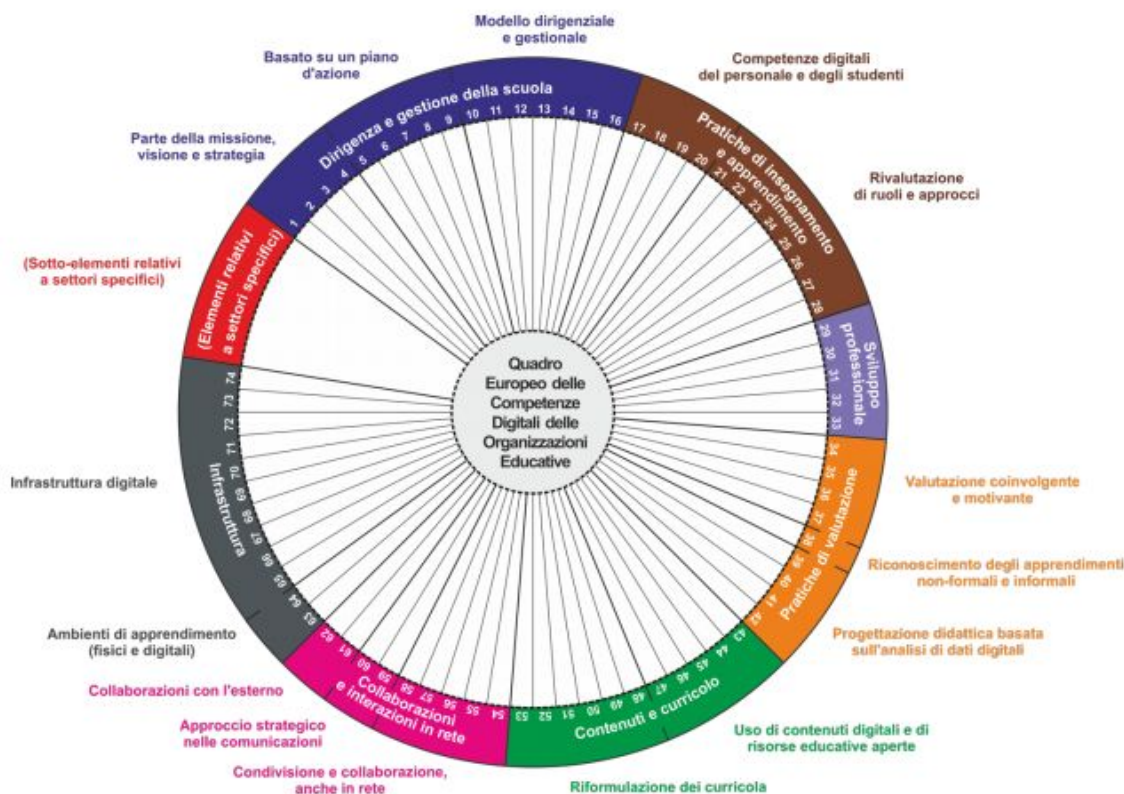 Modello dirigenziale
e gestionale
Basato su un piano
d'azione
Competenze digitali
del personale e degli studenti
Parte della missione,
visione e strategia
Rivalutazione
di ruoli e approcci
(Sotto-elementi relativi
a settori specifici)
Infrastruttura digitale
Valutazione coinvolgente
e motivante
Riconoscimento degli apprendimenti
non-formali e informali
Ambienti di apprendimento
(fisici e digitali)
Progettazione didattica basata
sull'analisi di dati digitali
Collaborazioni con l'esterno
Approccio strategico
nelle comunicazioni
Uso di contenuti digitali e di
risorse educative aperte
Condivisione e collaborazione,
anche in rete
Riformulazione dei curricola
Dirigenza e gestione della scuola
Pratiche di insegnamento
e apprendimento
Sviluppo
professionale
Pratiche di valutazione
Contenuti e curricolo
Collaborazioni
e interazioni in rete
Infrastruttura
(Elementi relativi
a settori specifici)
1 2 3 4 5 6 7 8 9 10 11 12 13 14 15 16
17 18 19 20 21 22 23 24 25 26 27 28
29 30 31 32 33
34 35 36 37 38 39 40 41 42
43 44 45 46 47 48 49 50 51 52 53
54 55 56 57 58 59 60 61 62
63 64 65 66 67 68 69 70 71 72 73 74
Quadro
Europeo delle
Competenze
Digitali delle
Organizzazioni
Educative